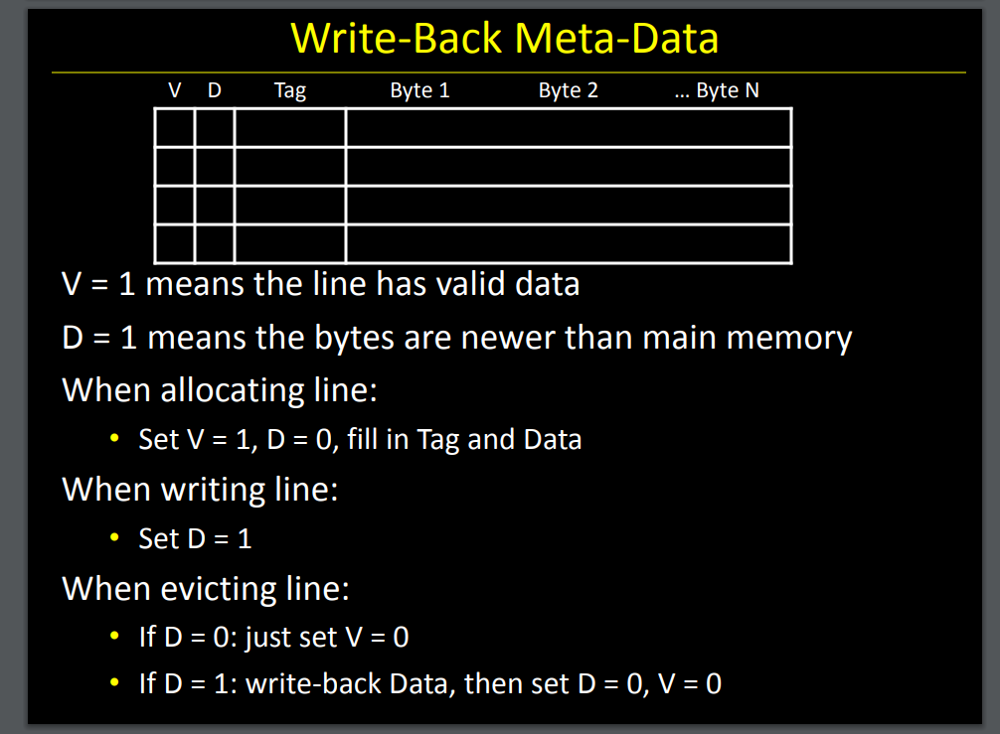 Write-Back Meta-Data
V D Tag Byte 1 Byte 2 ... Byte N
V = 1 means the line has valid data
D = 1 means the bytes are newer than main memory
When allocating line:
• Set V = 1, D = 0, fill in Tag and Data
When writing line:
• Set D = 1
When evicting line:
• If D = 0: just set V = 0
• If D = 1: write-back Data, then set D = 0, V = 0